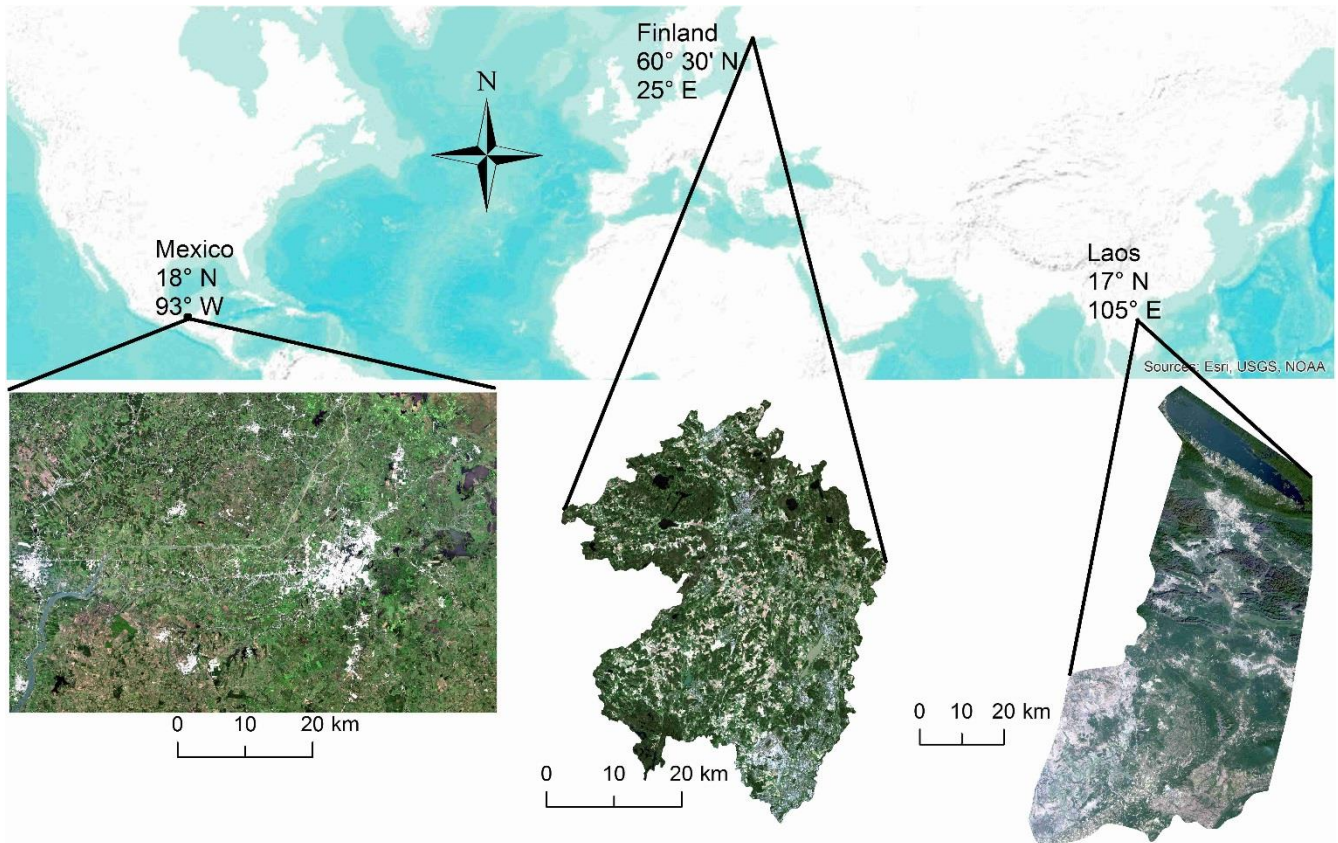 Finland
60° 30' N
25° E
N
Mexico
18° N
93° W
Laos
17° N
105° E
Sources: Esri, USGS, NOAA
0 10 20 km
0 10 20 km
0 10 20 km